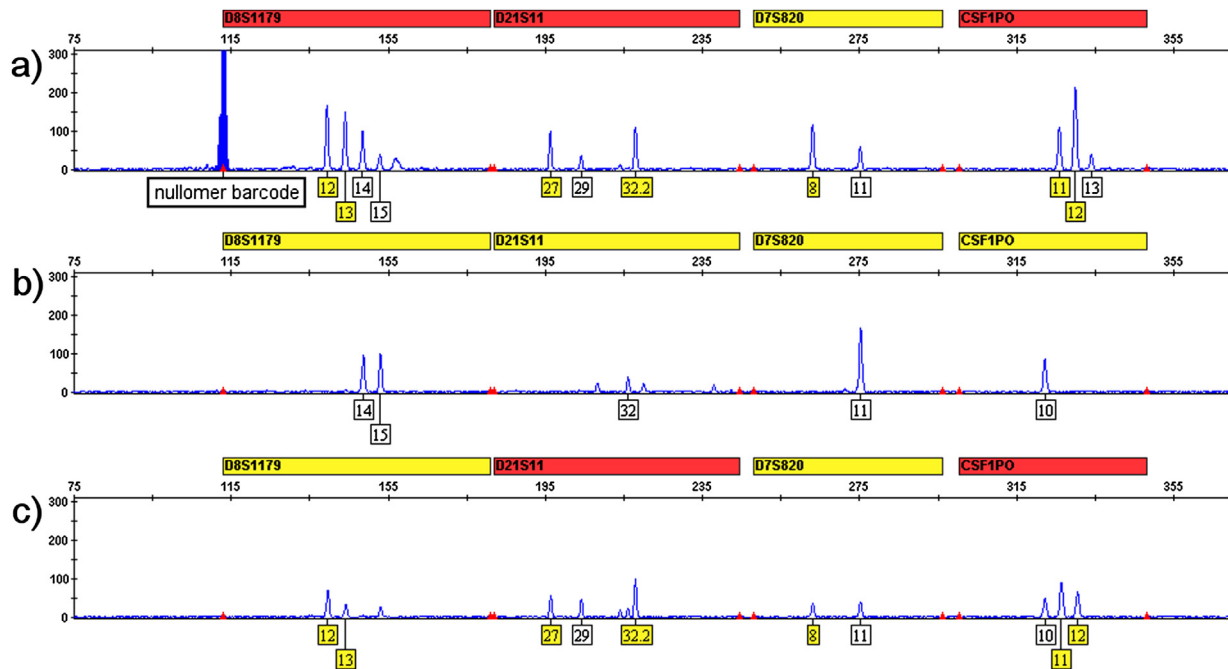 D8S1179 D21S11 D7S820 CSF1PO
75 115 155 195 235 275 315 355
a)
300
200
100
0
nullomer barcode
12 14 27 29 32.2 8 11 11 13
13 15 12
D8S1179 D21S11 D7S820 CSF1PO
75 115 155 195 235 275 315 355
b)
300
200
100
0
14 32 11 10
15
D8S1179 D21S11 D7S820 CSF1PO
75 115 155 195 235 275 315 355
c)
300
200
100
0
12 27 29 32.2 8 11 10 12
13 11